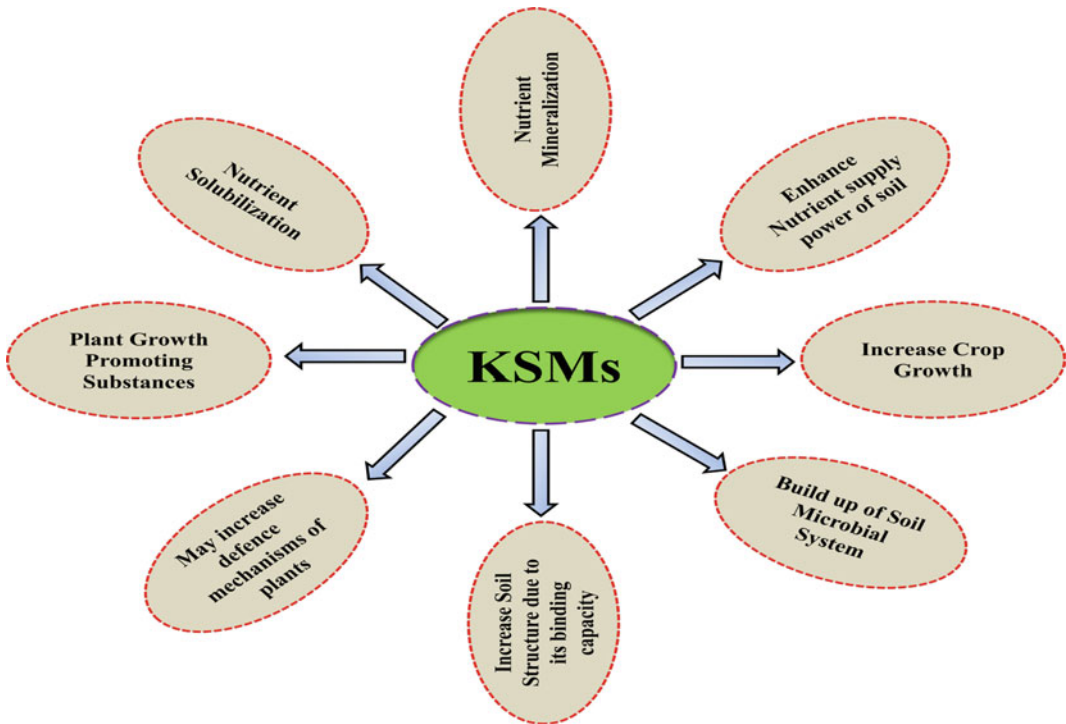 Nutrient
Mineralization
Nutrient
Solubilization
Enhance
Nutrient supply
power of soil
Plant Growth
Promoting
Substances
KSMs
Increase Crop
Growth
May increase
defence
mechanisms of
plants
Increase Soil
Structure due to
its binding
capacity
Build up of Soil
Microbial
System